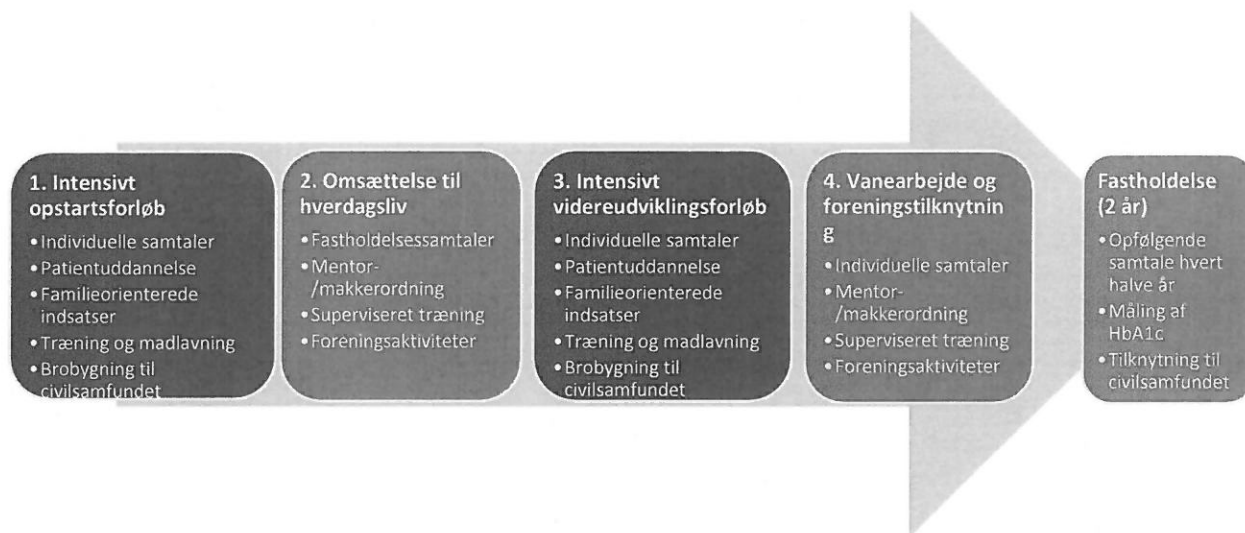 1. Intensivt
opstartsforløb
•Individuelle samtaler
•Patientuddannelse
•Familieorienterede
indsatser
•Træning og madlavning
•Brobygning til
civilsamfundet
2. Omsættelse til
hverdagsliv
•Fastholdelsessamtaler
•Mentor-
/makkerordning
•Superviseret træning
•Foreningsaktiviteter
3. Intensivt
videreudviklingsforløb
•Individuelle samtaler
•Patientuddannelse
•Familieorienterede
indsatser
•Træning og madlavning
•Brobygning til
civilsamfundet
4. Vanearbejde og
foreningstilknytnin
g
•Individuelle samtaler
•Mentor-
/makkerordning
•Superviseret træning
•Foreningsaktiviteter
Fastholdelse
(2 år)
•Opfølgende
samtale hvert
halve år
•Måling af
HbA1c
•Tilknytning til
civilsamfundet